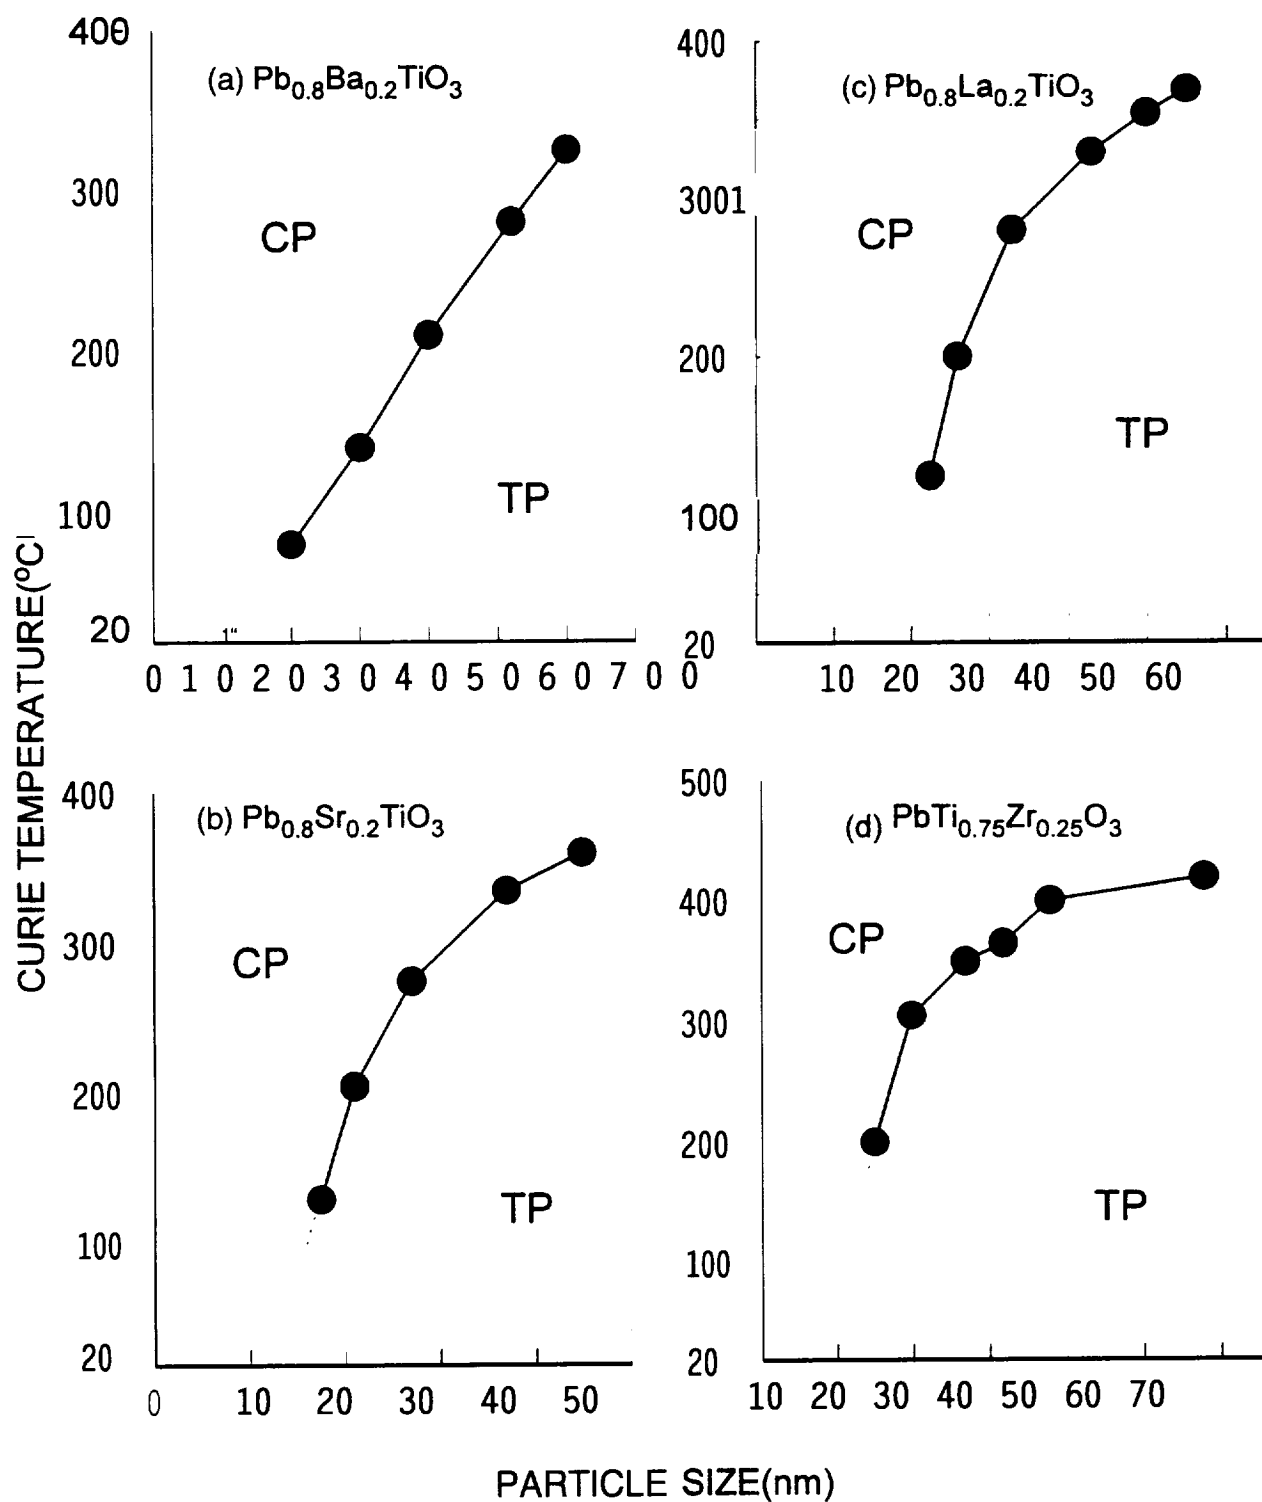 400
(a) Pb0.8Ba0.2TiO3
300
CP
200
TP
100
20
0 1 0 2 0 3 0 4 0 5 0 6 0 7 0 0
400
(c) Pb0.8La0.2TiO3
3001
CP
200
TP
100
20
10 20 30 40 50 60
CURIE TEMPERATURE(ºC)
400
(b) Pb0.8Sr0.2TiO3
300
CP
200
TP
100
20
0 10 20 30 40 50
500
(d) PbTi0.75Zr0.25O3
400
CP
300
200
TP
100
20
10 20 30 40 50 60 70
PARTICLE SIZE(nm)